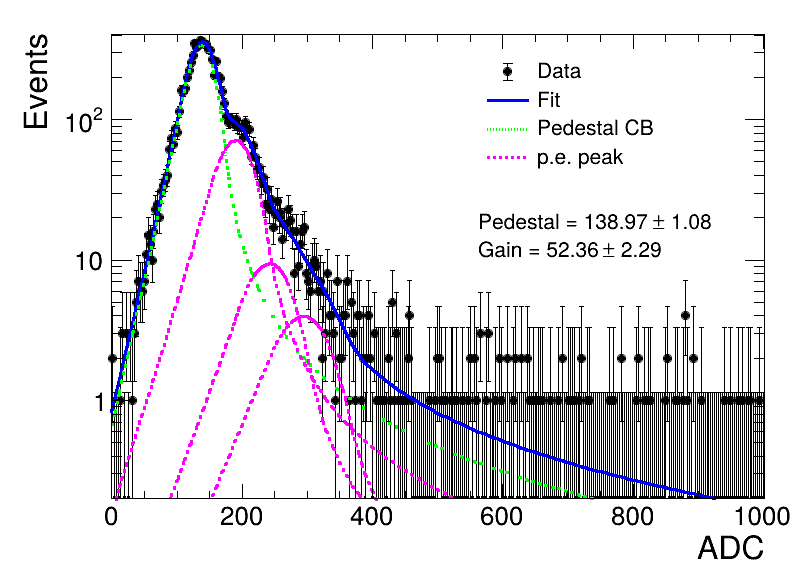 Events
10²
10
1
Data
Fit
Pedestal CB
p.e. peak
Pedestal = 138.97 ± 1.08
Gain = 52.36 ± 2.29
0 200 400 600 800 1000
ADC